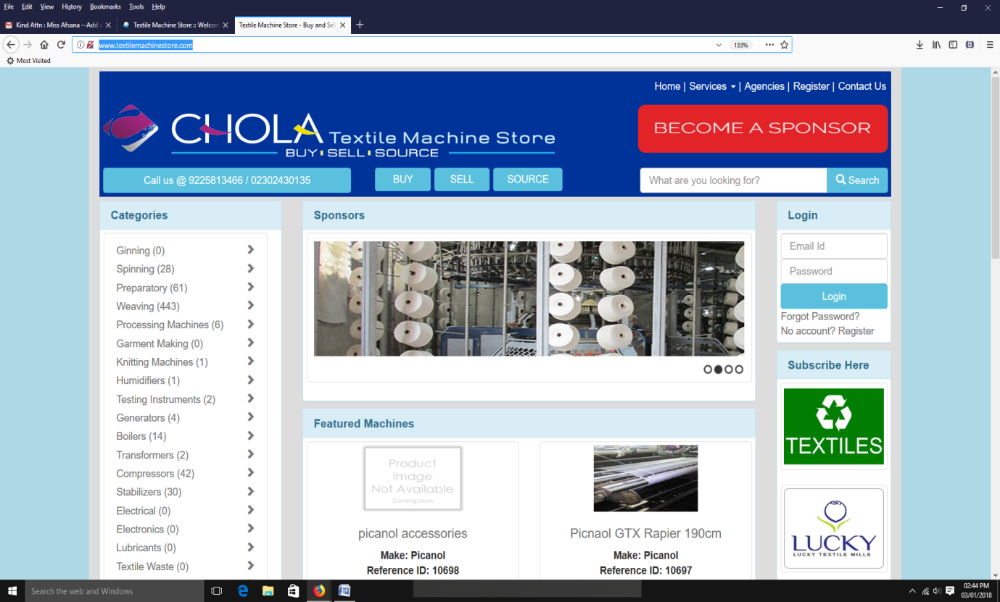 File Edit View History Bookmarks Tools Help
Kind Attn : Miss Afsana --Add a
Textile Machine Store :: Welcom
Textile Machine Store - Buy and Sell
www.textilemachinestore.com
133%
Most Visited
Home | Services | Agencies | Register | Contact Us
CHOLA Textile Machine Store
BUY SELL SOURCE
BECOME A SPONSOR
Call us @ 9225813466 / 02302430135
BUY
SELL
SOURCE
What are you looking for?
Search
Categories
Ginning (0)
Spinning (28)
Preparatory (61)
Weaving (443)
Processing Machines (6)
Garment Making (0)
Knitting Machines (1)
Humidifiers (1)
Testing Instruments (2)
Generators (4)
Boilers (14)
Transformers (2)
Compressors (42)
Stabilizers (30)
Electrical (0)
Electronics (0)
Lubricants (0)
Textile Waste (0)
Sponsors
Featured Machines
Product
Image
Not Available
Coming soon
picanol accessories
Make: Picanol
Reference ID: 10698
Picnaol GTX Rapier 190cm
Make: Picanol
Reference ID: 10697
Login
Email Id
Password
Login
Forgot Password?
No account? Register
Subscribe Here
TEXTILES
LUCKY
LUCKY TEXTILE MILLS
Search the web and Windows
02:44 PM
03/01/2018